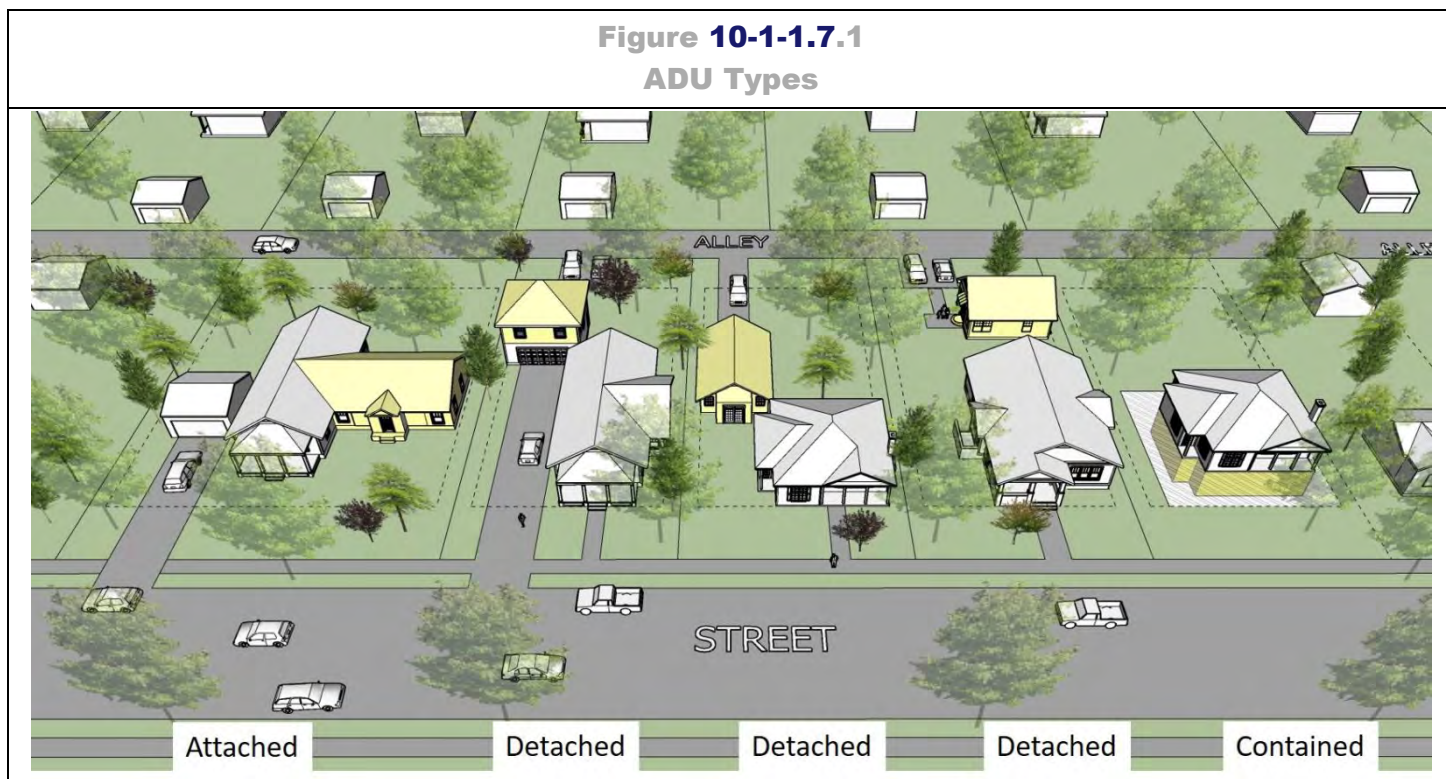 Figure 10-1-1.7.1
ADU Types
ALLEY
STREET
Attached Detached Detached Detached Contained